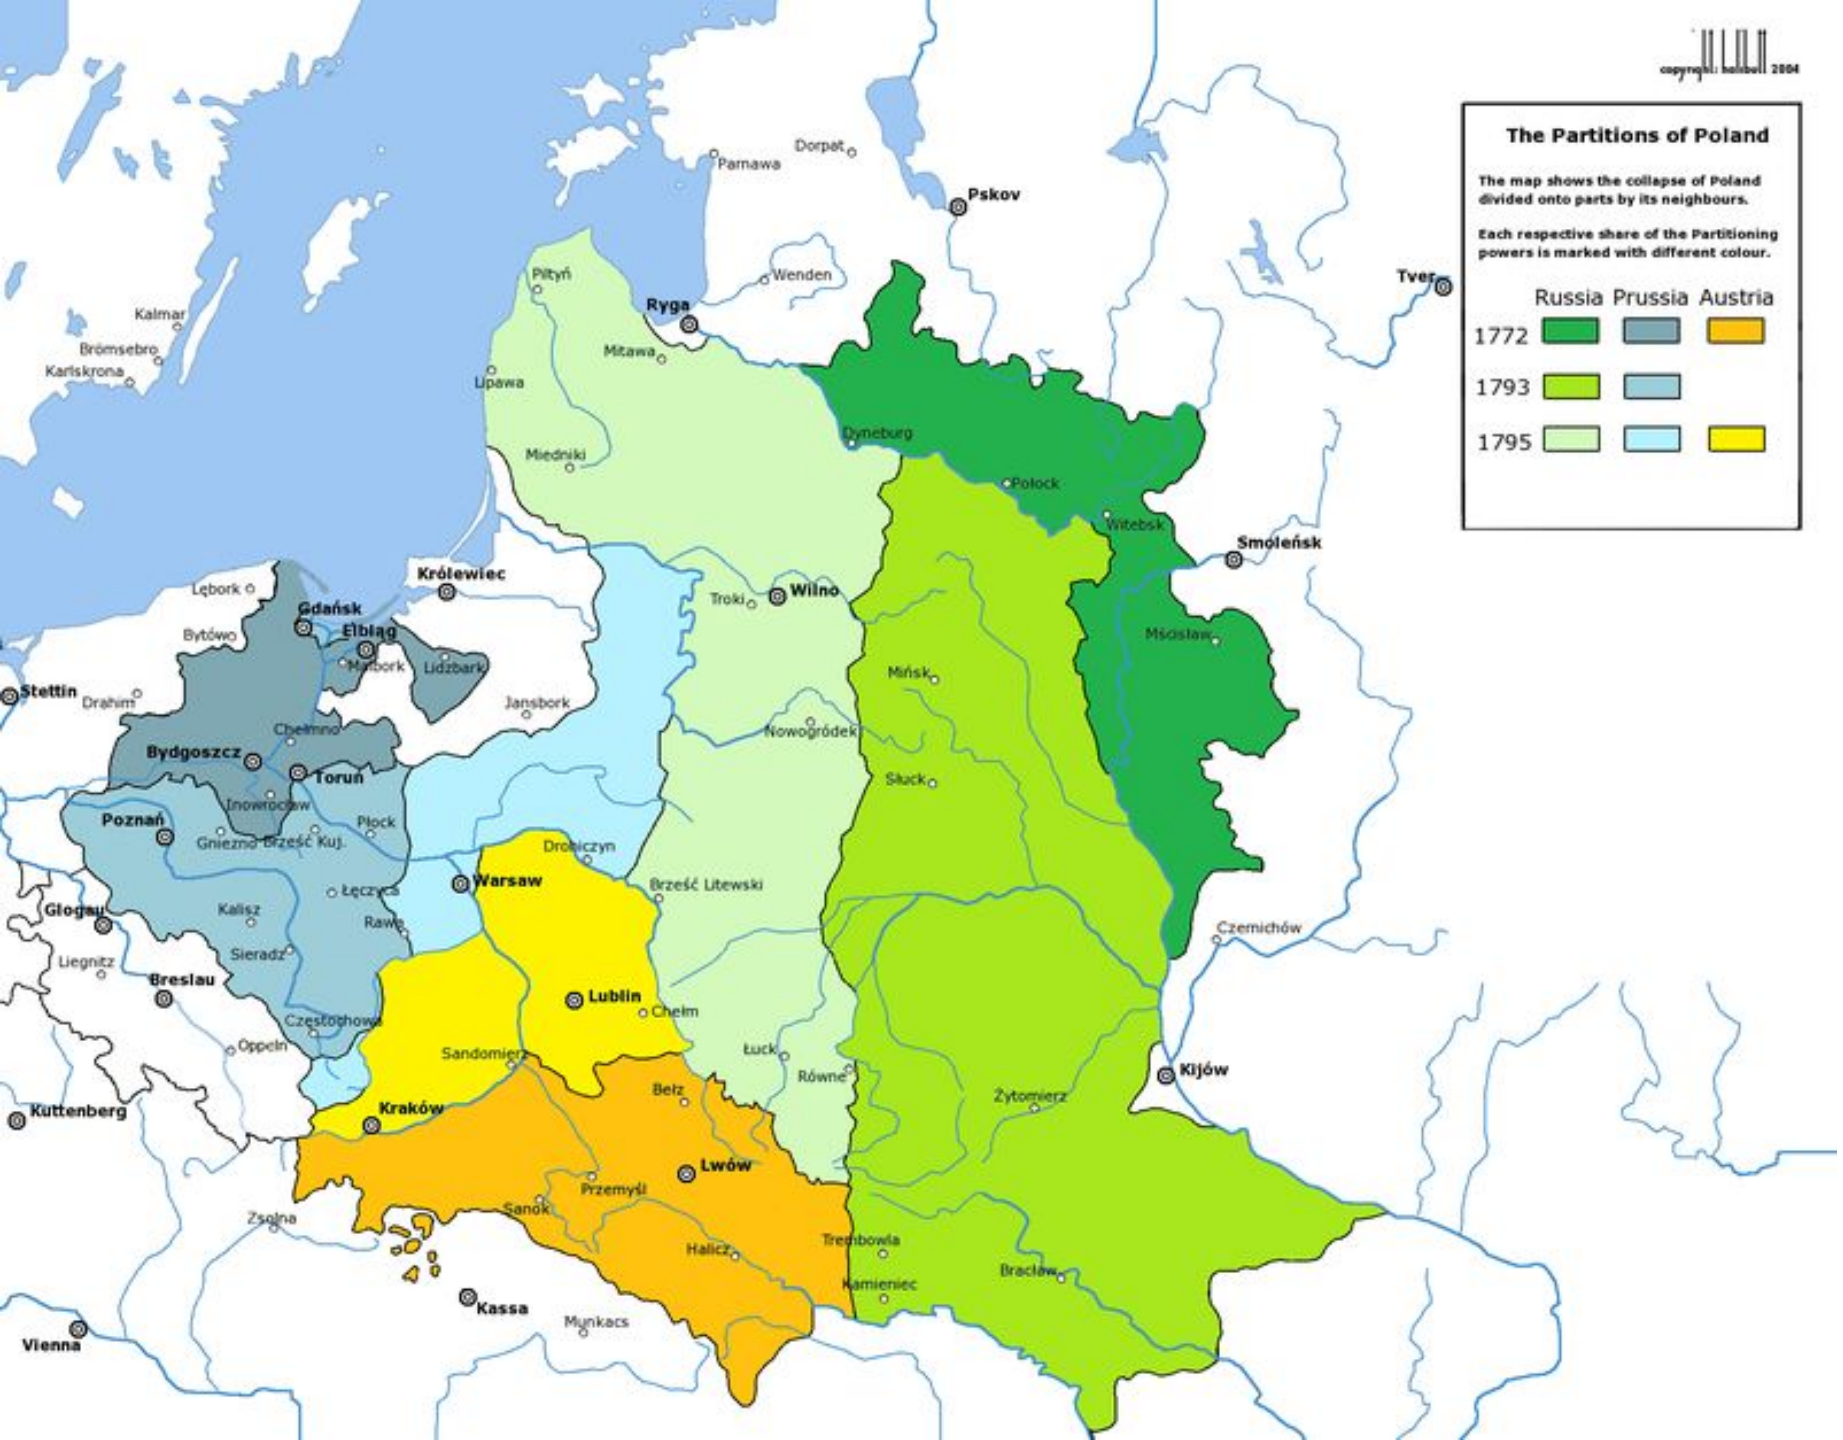 copyright: halibutt 2004
The Partitions of Poland
The map shows the collapse of Poland
divided onto parts by its neighbours.
Each respective share of the Partitioning
powers is marked with different colour.
Russia Prussia Austria
1772
1793
1795
Dorpat
Parnawa
Pskov
Piltyń
Wenden
Tver
Ryga
Kalmar
Brömsebro
Mitawa
Karlskrona
Lipawa
Dyneburg
Miedniki
Połock
Witebsk
Smoleńsk
Królewiec
Lębork
Wilno
Troki
Gdańsk
Elbląg
Bytów
Mścisław
Malbork
Lidzbark
Mińsk
Stettin
Drahim
Jansbork
Chełmno
Nowogródek
Bydgoszcz
Toruń
Słuck
Inowrocław
Poznań
Płock
Gniezno
Brześć Kuj.
Drohiczyn
Warsaw
Brześć Litewski
Łęczyca
Glogau
Kalisz
Rawa
Czernichów
Sieradz
Liegnitz
Breslau
Lublin
Chełm
Częstochowa
Oppeln
Sandomierz
Łuck
Równe
Kijów
Bełz
Żytomierz
Kuttenberg
Kraków
Lwów
Przemyśl
Sanok
Zsolna
Halicz
Trembowla
Bracław
Kamieniec
Kassa
Munkacs
Vienna